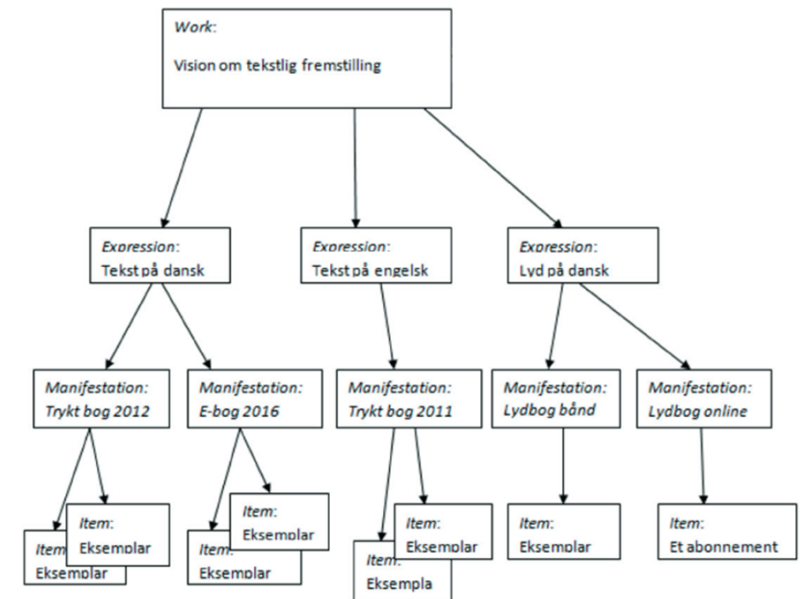 Work:
Vision om tekstlig fremstilling
Expression:
Tekst på dansk
Expression:
Tekst på engelsk
Expression:
Lyd på dansk
Manifestation:
Trykt bog 2012
Manifestation:
E-bog 2016
Manifestation:
Trykt bog 2011
Manifestation:
Lydbog bånd
Manifestation:
Lydbog online
Item:
Eksemplar
Item:
Eksemplar
Item:
Eksemplar
Item:
Eksemplar
Item:
Eksempla
Item:
Eksemplar
Item:
Eksemplar
Item:
Et abonnement